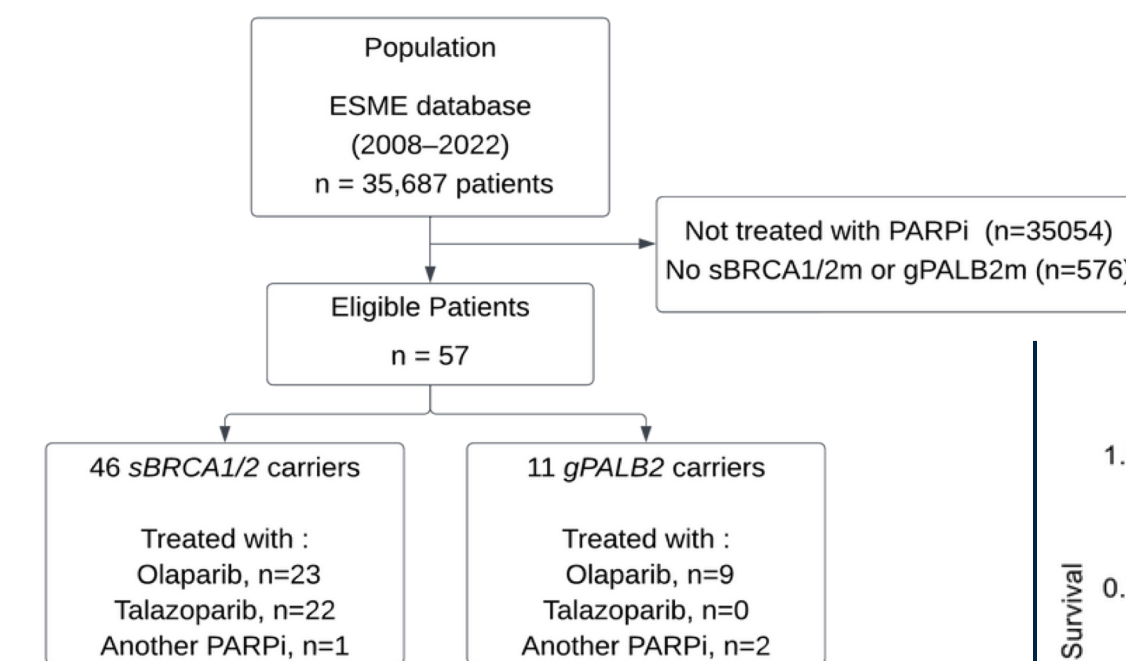 Population
ESME database
(2008–2022)
n = 35,687 patients
Not treated with PARPi (n=35054)
No sBRCA1/2m or gPALB2m (n=576)
Eligible Patients
n = 57
46 sBRCA1/2 carriers
Treated with :
Olaparib, n=23
Talazoparib, n=22
Another PARPi, n=1
11 gPALB2 carriers
Treated with :
Olaparib, n=9
Talazoparib, n=0
Another PARPi, n=2
1.
0.
Survival